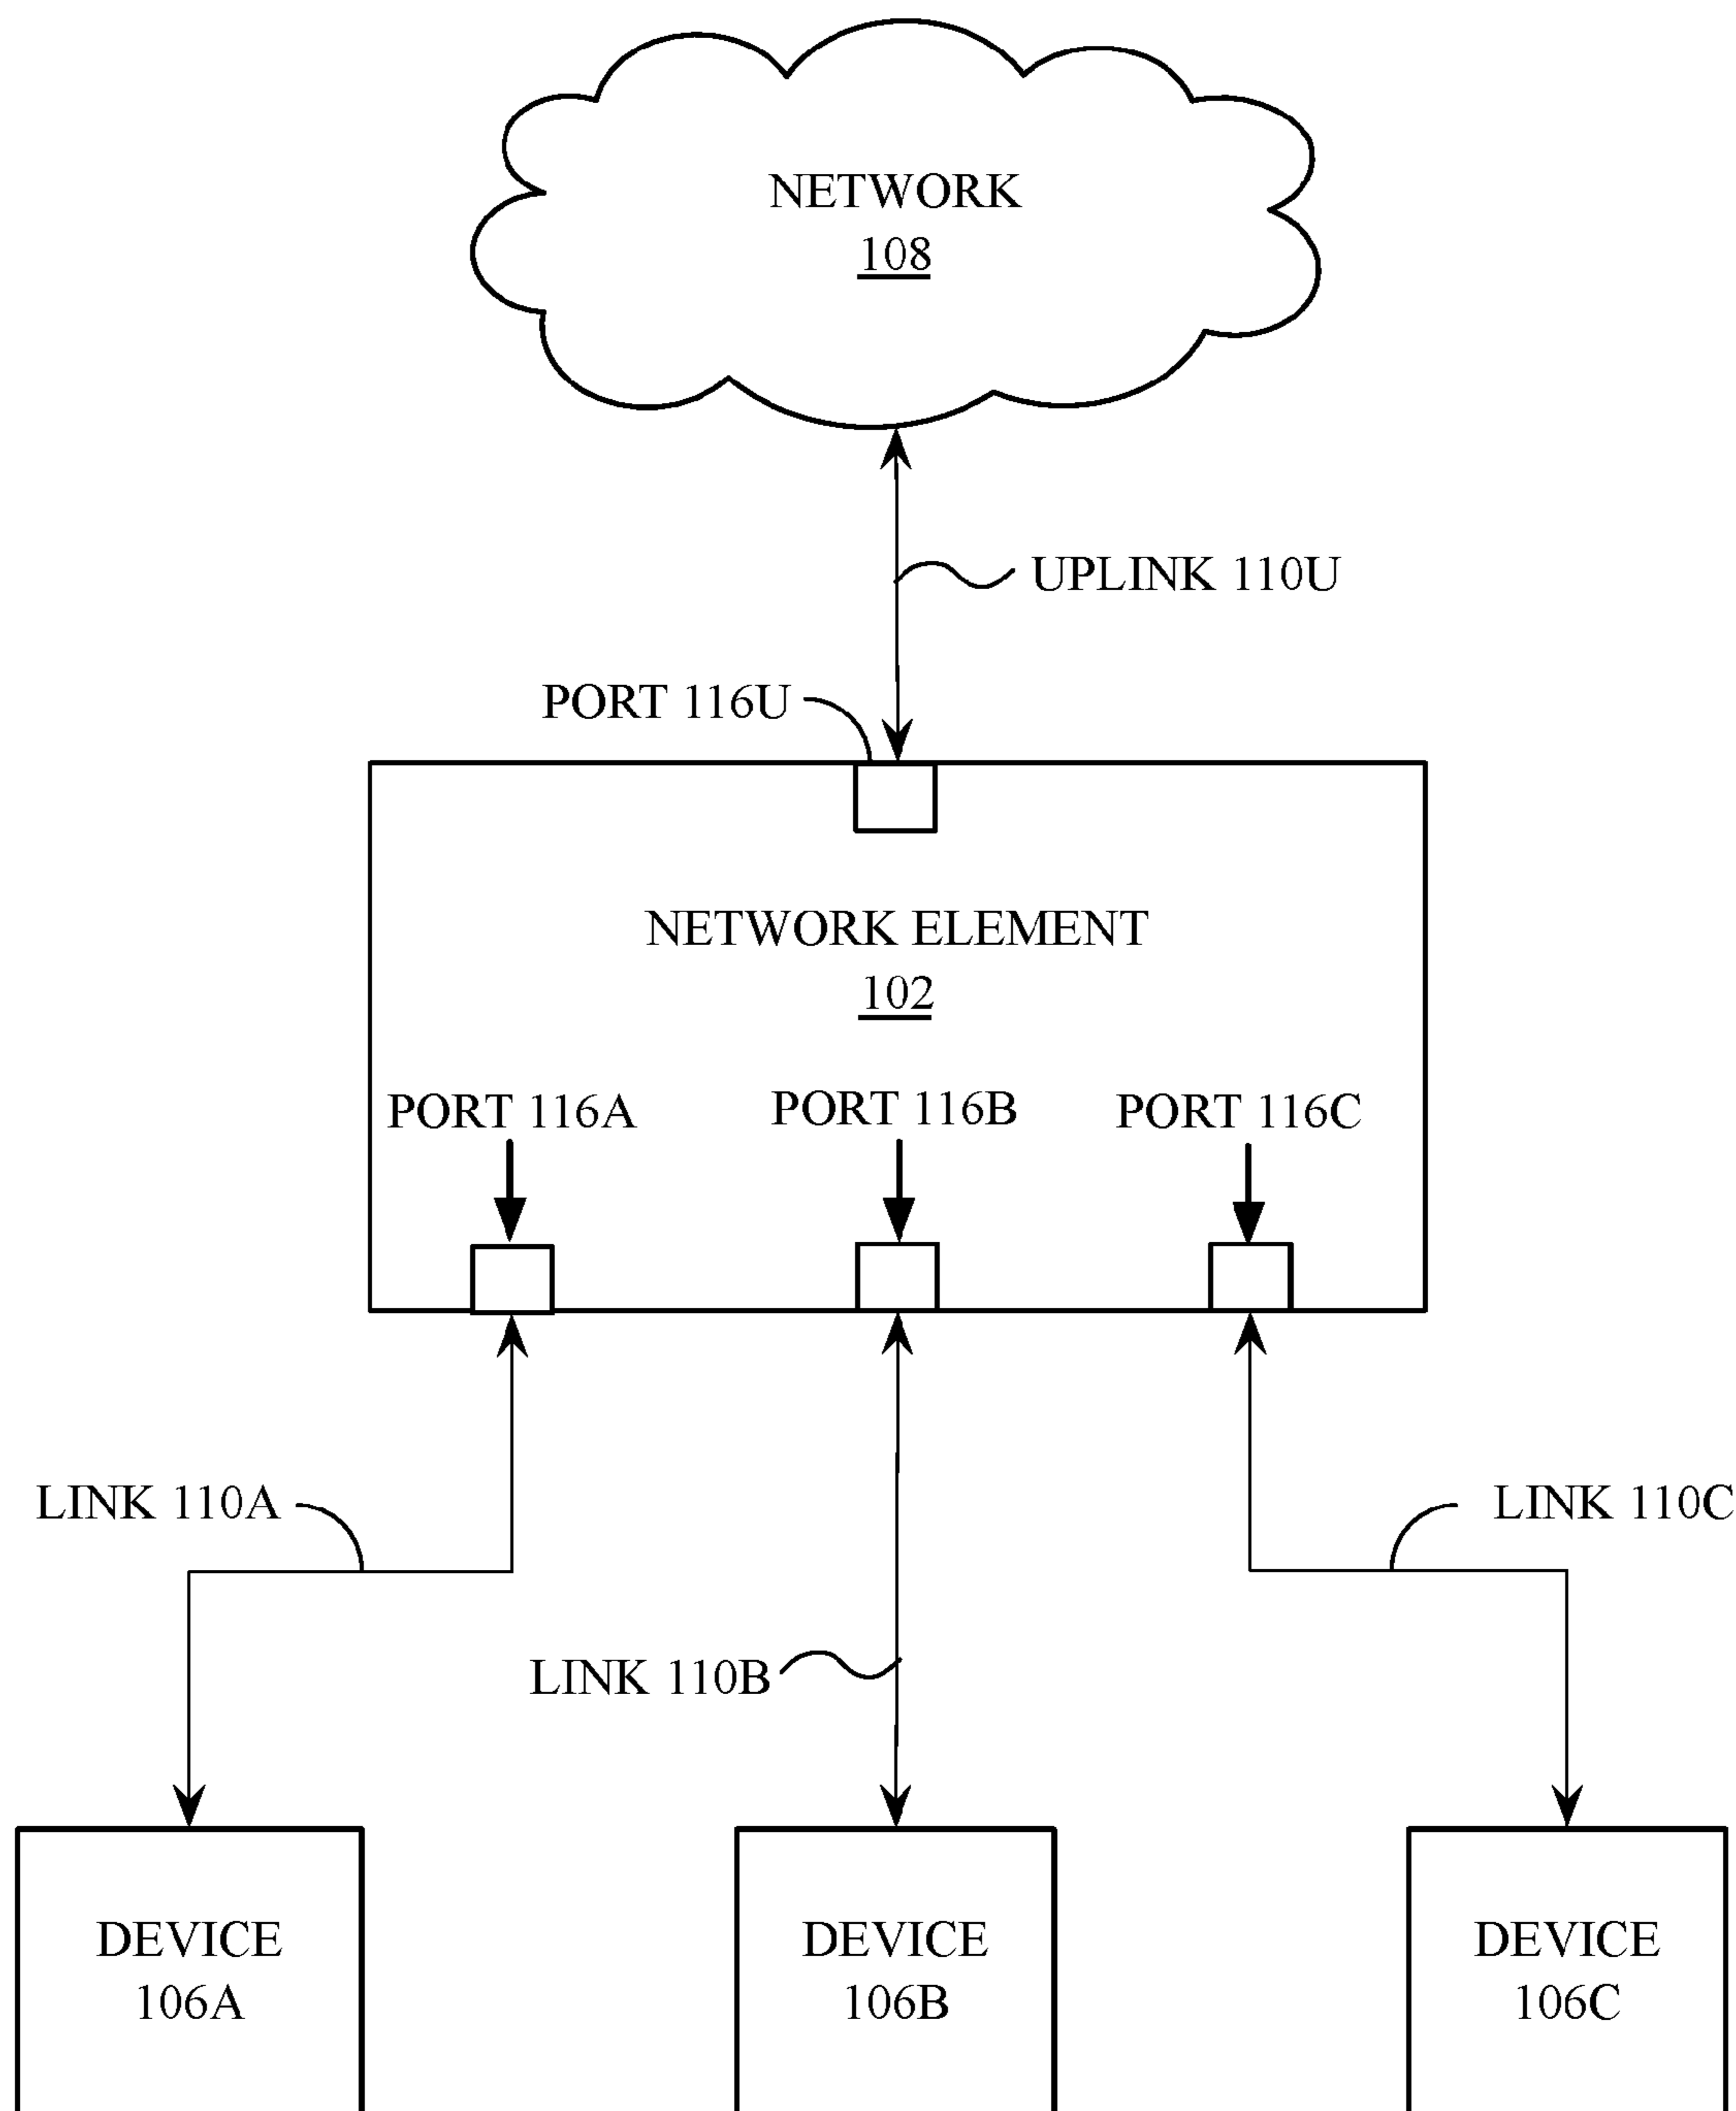 NETWORK
108
UPLINK 110U
PORT 116U
NETWORK ELEMENT
102
PORT 116A
PORT 116B
PORT 116C
LINK 110A
LINK 110C
LINK 110B
DEVICE
106A
DEVICE
106B
DEVICE
106C